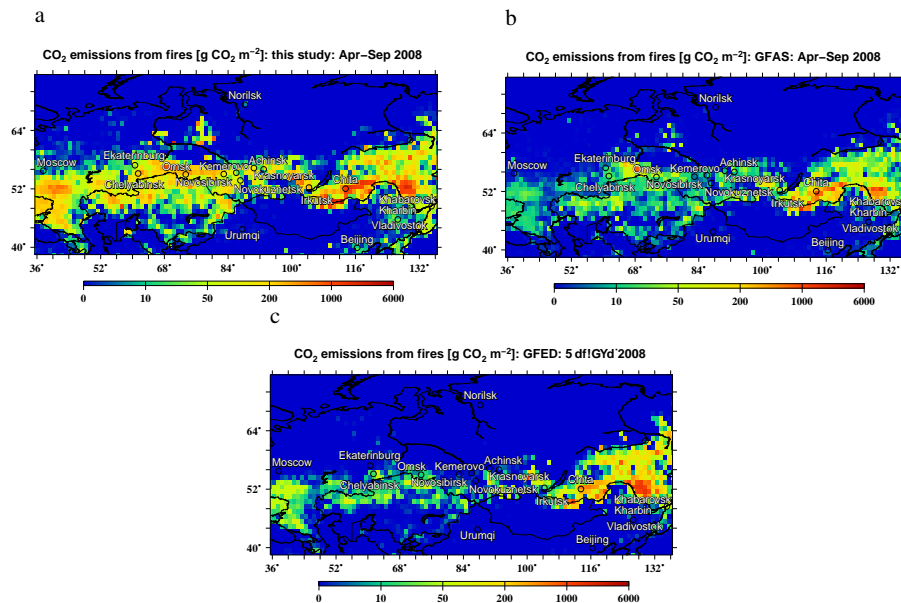 a
CO₂ emissions from fires [g CO₂ m⁻²]: this study: Apr−Sep 2008
Norilsk
64˚
Moscow
Ekaterinburg
Omsk
Kemerovo
Achinsk
Krasnoyarsk
Chelyabinsk
Novosibirsk
Novokuznetsk
Chita
52˚
Irkutsk
Khabarovsk
Kharbin
Vladivostok
Urumqi
Beijing
40˚
36˚ 52˚ 68˚ 84˚ 100˚ 116˚ 132˚
0 10 50 200 1000 6000
b
CO₂ emissions from fires [g CO₂ m⁻²]: GFAS: Apr−Sep 2008
Norilsk
64˚
Moscow
Ekaterinburg
Omsk
Kemerovo
Achinsk
Krasnoyarsk
Chelyabinsk
Novosibirsk
Novokuznetsk
Chita
52˚
Irkutsk
Khabarovsk
Kharbin
Vladivostok
Urumqi
Beijing
40˚
36˚ 52˚ 68˚ 84˚ 100˚ 116˚ 132˚
0 10 50 200 1000 6000
c
CO₂ emissions from fires [g CO₂ m⁻²]: GFED: 5 df!GYd˙2008
Norilsk
64˚
Moscow
Ekaterinburg
Omsk
Kemerovo
Achinsk
Krasnoyarsk
Chelyabinsk
Novosibirsk
Novokuznetsk
Chita
52˚
Irkutsk
Khabarovsk
Kharbin
Vladivostok
Urumqi
Beijing
40˚
36˚ 52˚ 68˚ 84˚ 100˚ 116˚ 132˚
0 10 50 200 1000 6000